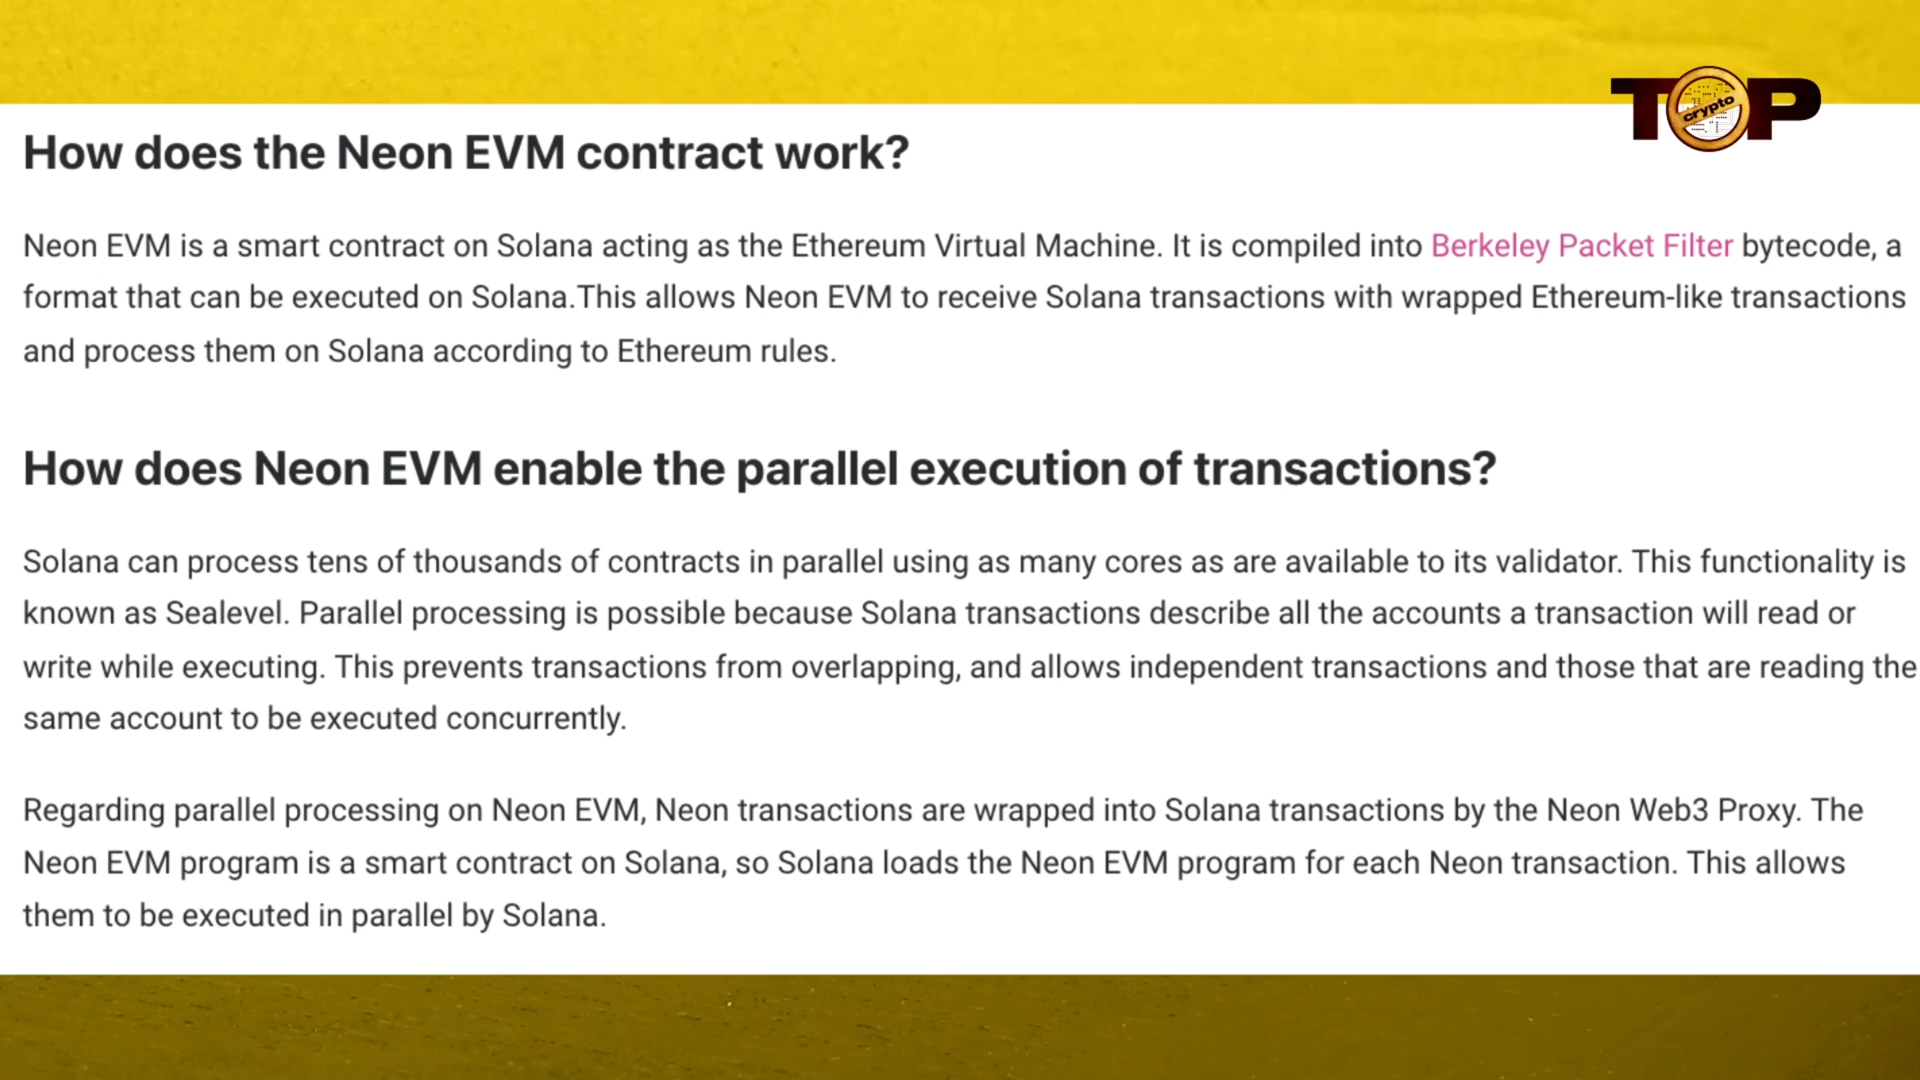 TOP
crypto
How does the Neon EVM contract work?
Neon EVM is a smart contract on Solana acting as the Ethereum Virtual Machine. It is compiled into Berkeley Packet Filter bytecode, a
format that can be executed on Solana.This allows Neon EVM to receive Solana transactions with wrapped Ethereum-like transactions
and process them on Solana according to Ethereum rules.
How does Neon EVM enable the parallel execution of transactions?
Solana can process tens of thousands of contracts in parallel using as many cores as are available to its validator. This functionality is
known as Sealevel. Parallel processing is possible because Solana transactions describe all the accounts a transaction will read or
write while executing. This prevents transactions from overlapping, and allows independent transactions and those that are reading the
same account to be executed concurrently.
Regarding parallel processing on Neon EVM, Neon transactions are wrapped into Solana transactions by the Neon Web3 Proxy. The
Neon EVM program is a smart contract on Solana, so Solana loads the Neon EVM program for each Neon transaction. This allows
them to be executed in parallel by Solana.